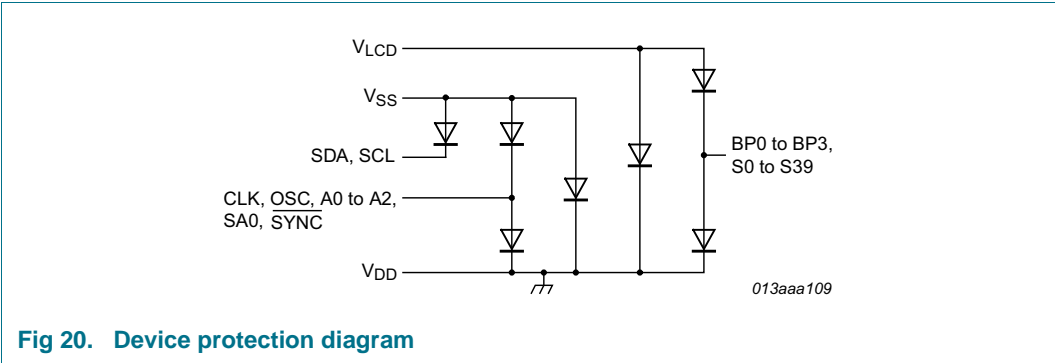 VLCD
VSS
SDA, SCL
BP0 to BP3,
S0 to S39
CLK, OSC, A0 to A2,
SA0, SYNC
VDD
013aaa109
Fig 20. Device protection diagram